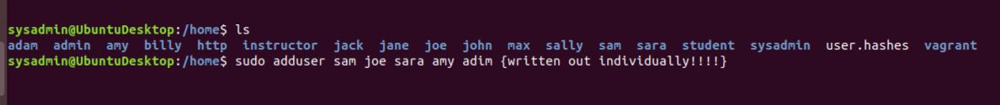 sysadmin@UbuntuDesktop:/home$ ls
adam admin amy billy http instructor jack jane joe john max sally sam sara student sysadmin user.hashes vagrant
sysadmin@UbuntuDesktop:/home$ sudo adduser sam joe sara amy adim {written out individually!!!!}